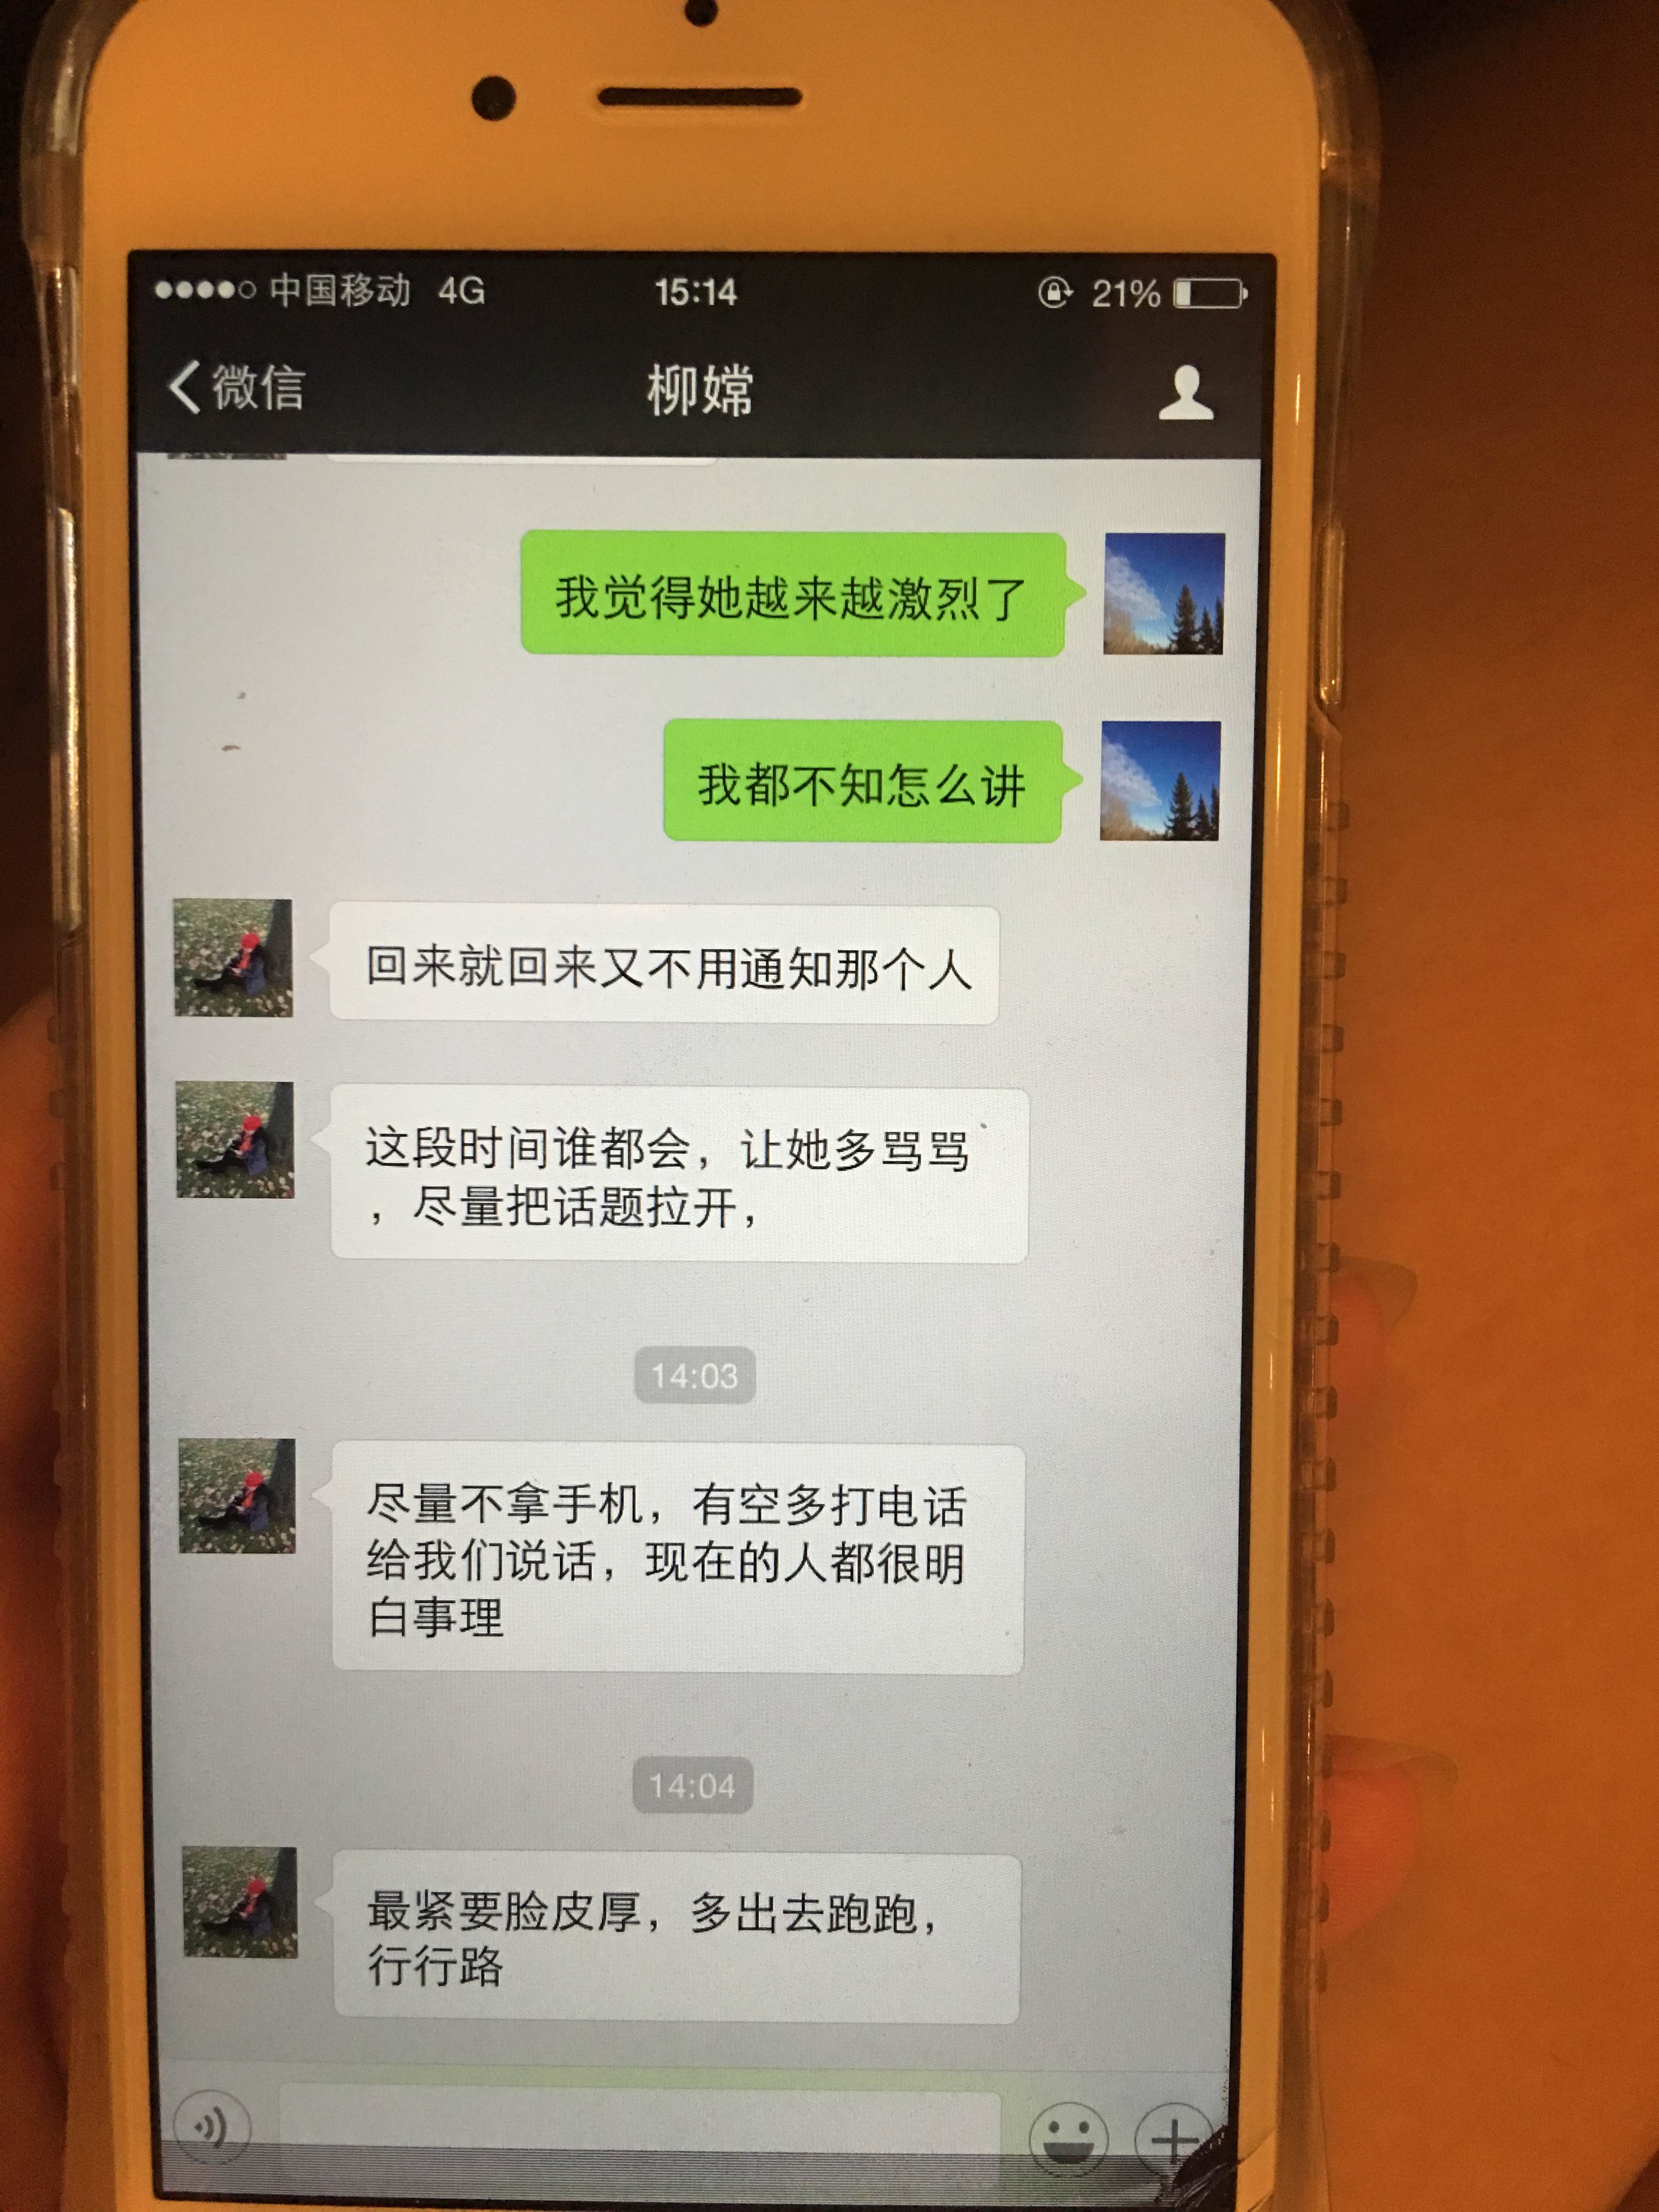 中国移动 4G 15:14 21%
微信 柳嫦
我觉得她越来越激烈了
我都不知怎么讲
回来就回来又不用通知那个人
这段时间谁都会，让她多骂骂
，尽量把话题拉开，
14:03
尽量不拿手机，有空多打电话
给我们说话，现在的人都很明
白事理
14:04
最紧要脸皮厚，多出去跑跑，
行行路